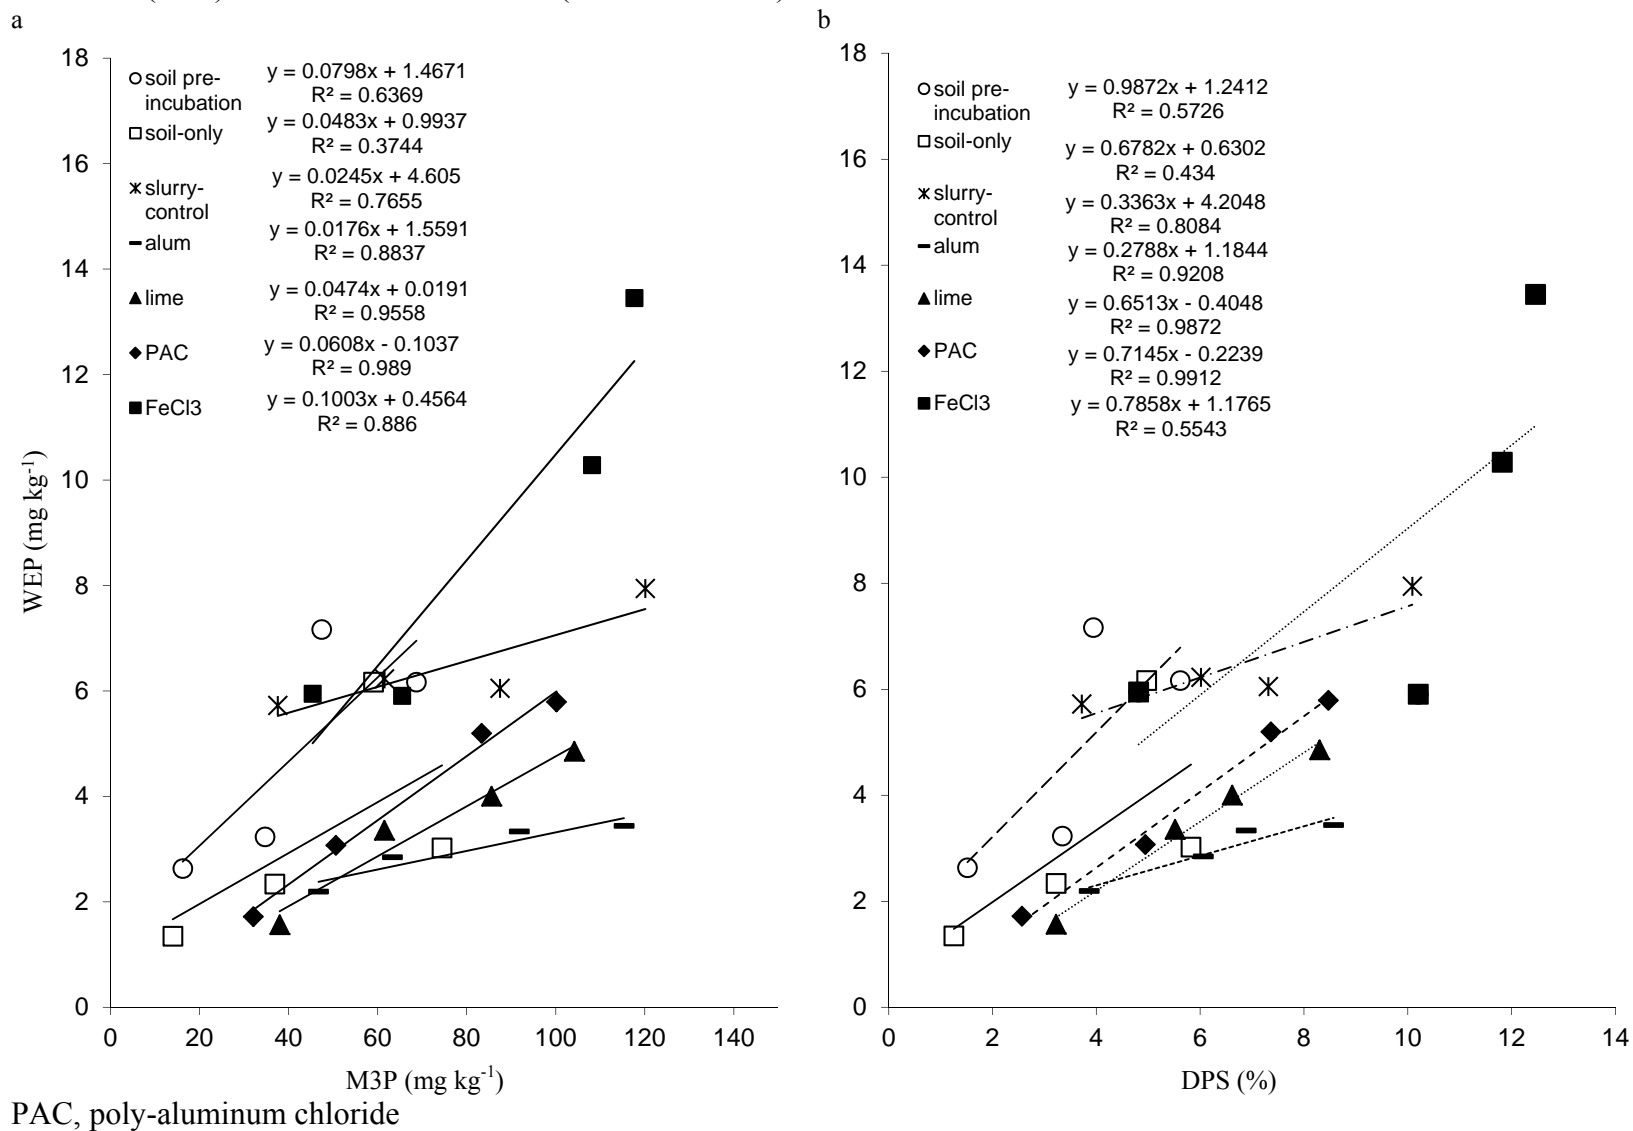 a
18
16
14
12
10
8
6
4
2
0
0 20 40 60 80 100 120 140
WEP (mg kg-1)
M3P (mg kg-1)
soil pre-
incubation
y = 0.0798x + 1.4671
R² = 0.6369
soil-only
y = 0.0483x + 0.9937
R² = 0.3744
slurry-
control
y = 0.0245x + 4.605
R² = 0.7655
alum
y = 0.0176x + 1.5591
R² = 0.8837
lime
y = 0.0474x + 0.0191
R² = 0.9558
PAC
y = 0.0608x - 0.1037
R² = 0.989
FeCl3
y = 0.1003x + 0.4564
R² = 0.886
b
18
16
14
12
10
8
6
4
2
0
0 2 4 6 8 10 12 14
DPS (%)
soil pre-
incubation
y = 0.9872x + 1.2412
R² = 0.5726
soil-only
y = 0.6782x + 0.6302
R² = 0.434
slurry-
control
y = 0.3363x + 4.2048
R² = 0.8084
alum
y = 0.2788x + 1.1844
R² = 0.9208
lime
y = 0.6513x - 0.4048
R² = 0.9872
PAC
y = 0.7145x - 0.2239
R² = 0.9912
FeCl3
y = 0.7858x + 1.1765
R² = 0.5543
PAC, poly-aluminum chloride